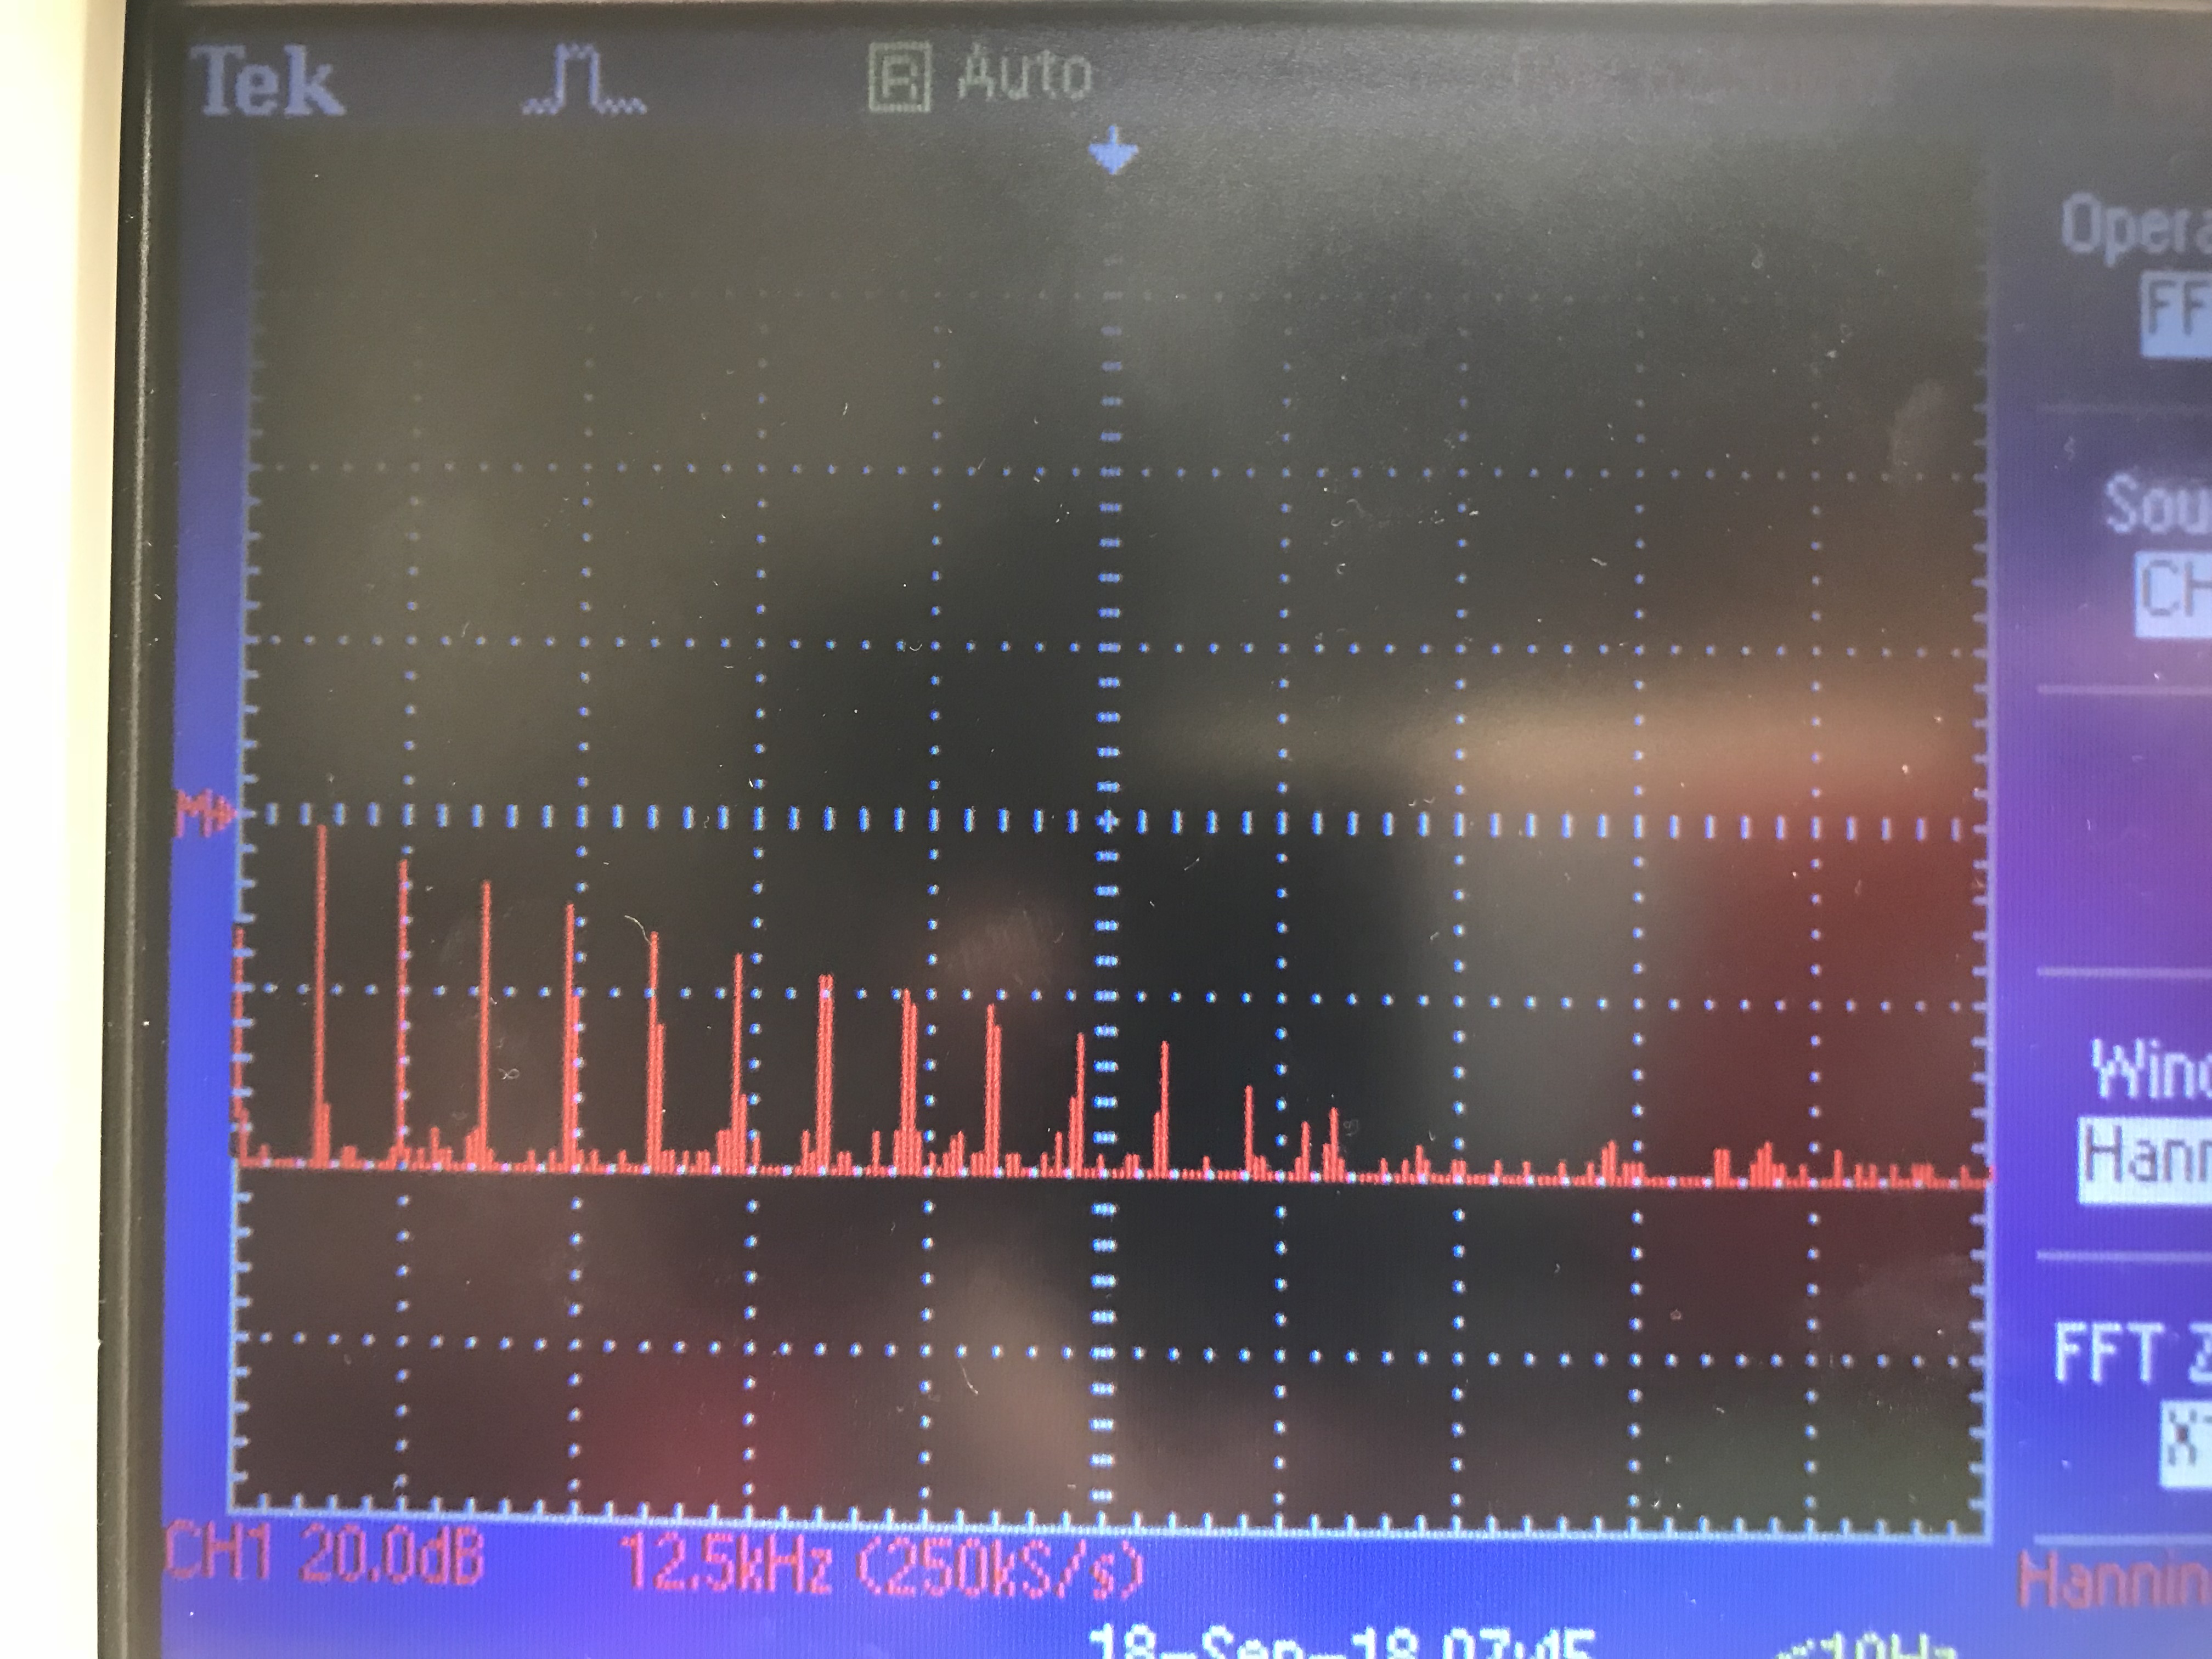 Tek R Auto
Opera
FF
Sou
CH
M
Wind
Hann
FFT
CH1 20.0dB 12.5kHz (250kS/s) Hannin
18-Sep-18 07:45 <10Hz